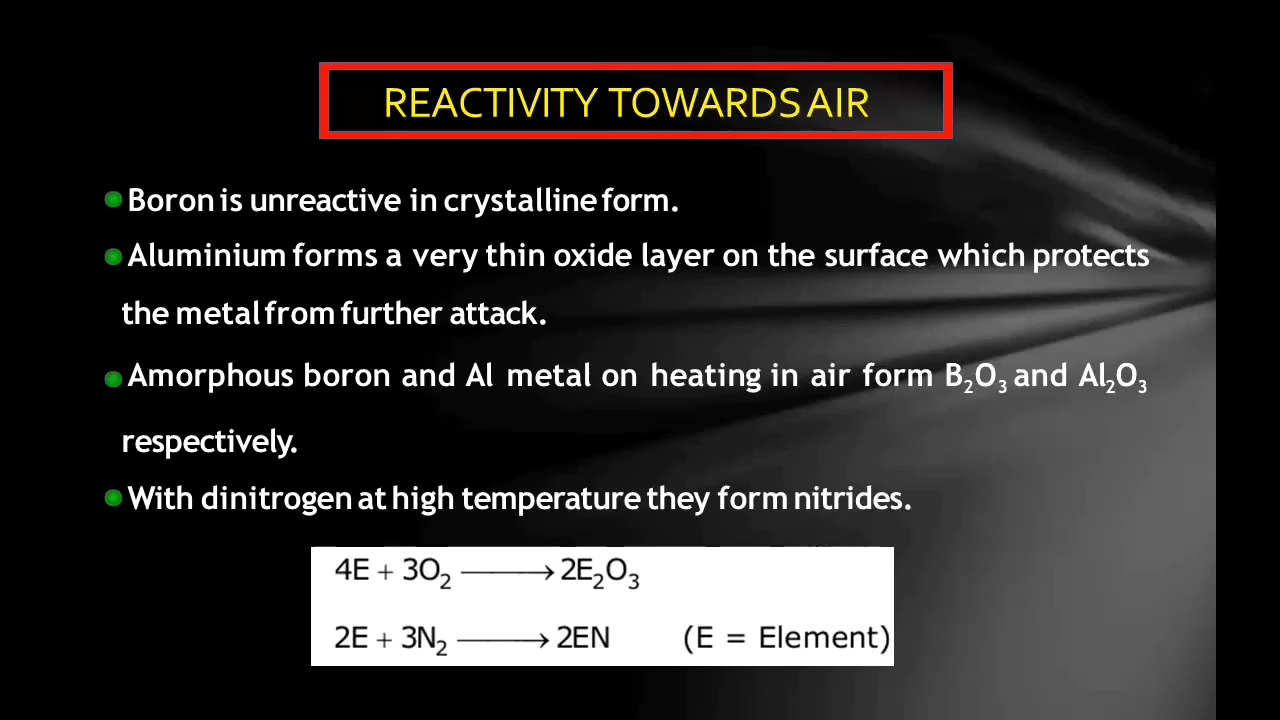 REACTIVITY TOWARDS AIR
Boron is unreactive in crystalline form.
Aluminium forms a very thin oxide layer on the surface which protects
the metal from further attack.
Amorphous boron and Al metal on heating in air form B₂O₃ and Al₂O₃
respectively.
With dinitrogen at high temperature they form nitrides.
4E + 3O₂ ⟶ 2E₂O₃
2E + 3N₂ ⟶ 2EN (E = Element)